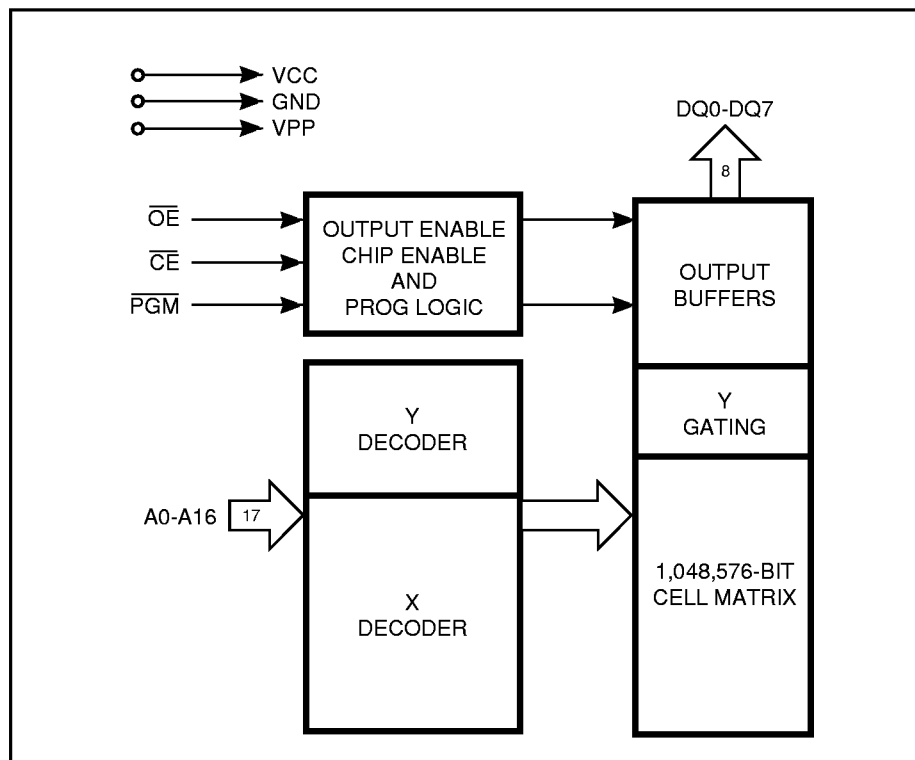 VCC
GND
VPP
DQ0-DQ7
8
OE
CE
PGM
OUTPUT ENABLE
CHIP ENABLE
AND
PROG LOGIC
OUTPUT
BUFFERS
Y
DECODER
Y
GATING
A0-A16
17
X
DECODER
1,048,576-BIT
CELL MATRIX